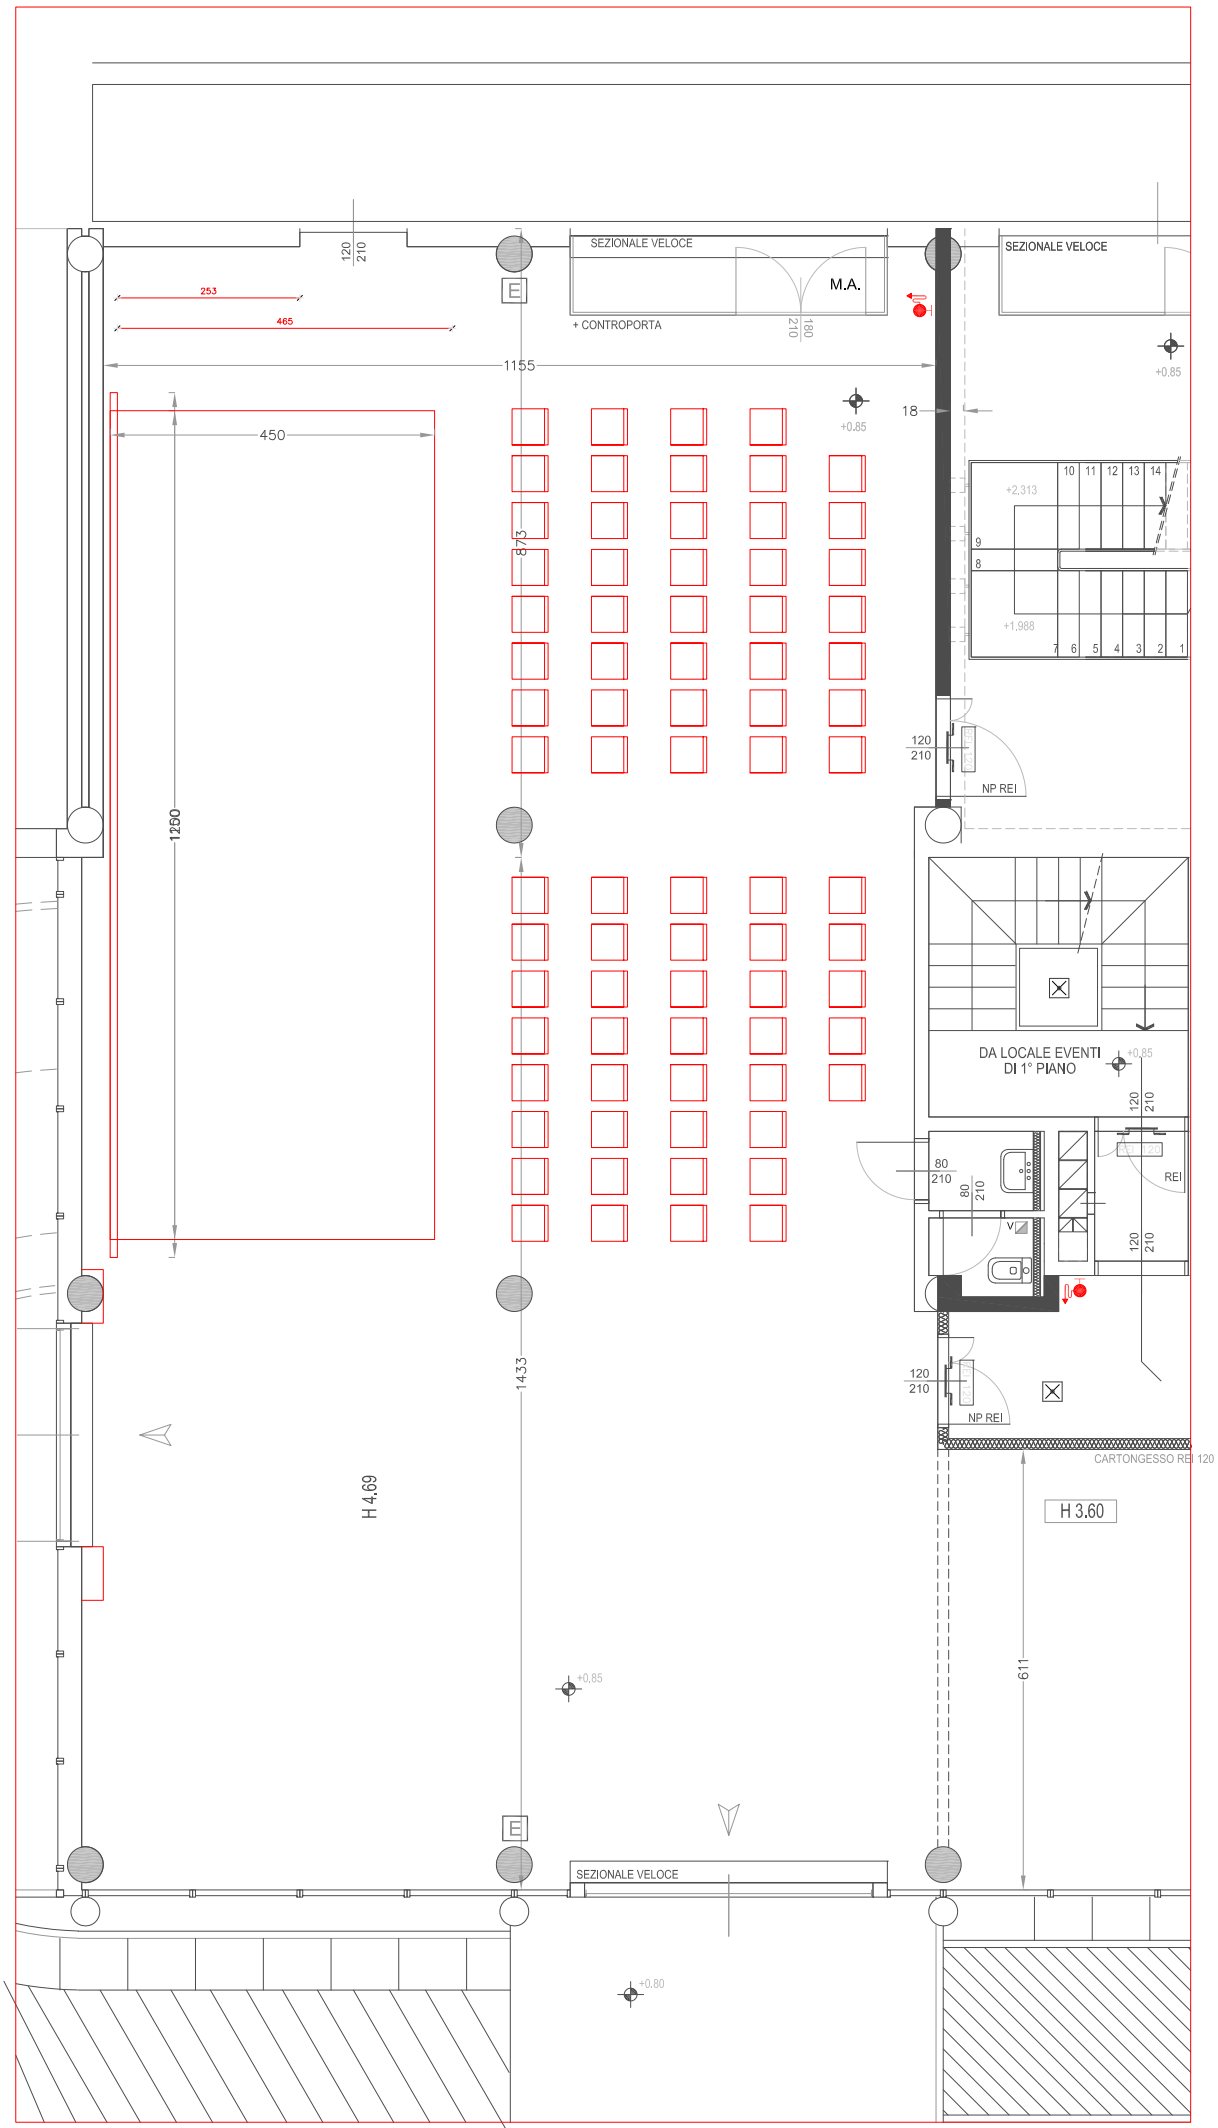 SEZIONALE VELOCE
SEZIONALE VELOCE
120
210
M.A.
E
253
465
+ CONTROPORTA
180
210
1155
+0,85
+0,85
18
450
873
10 11 12 13 14
+2,313
9
8
+1,988
7 6 5 4 3 2 1
120
210
NP REI
DA LOCALE EVENTI
DI 1° PIANO
+0,85
120
210
REI 120
REI
80
210
80
210
V
120
210
1433
120
210
NP REI
CARTONGESSO REI 120
H 4.69
H 3.60
611
+0,85
E
SEZIONALE VELOCE
+0.80